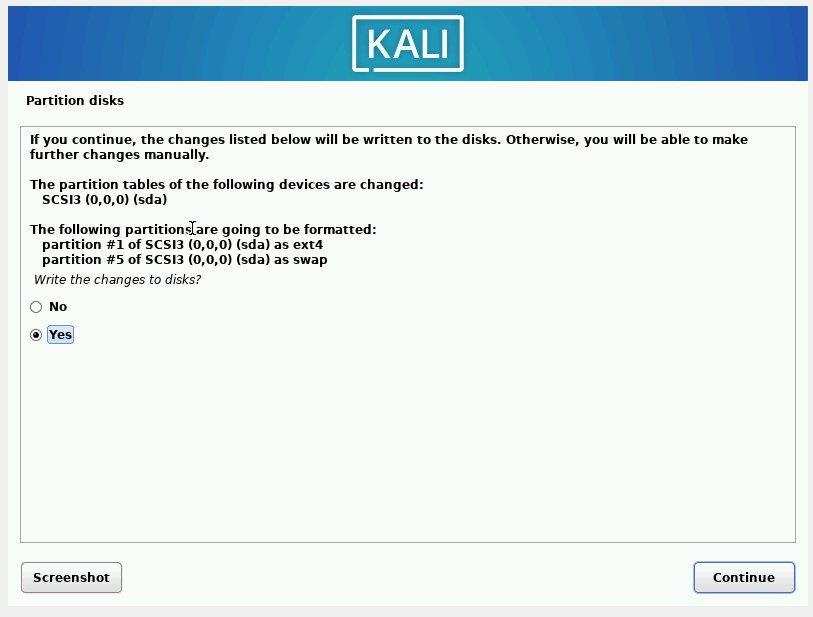 KALI
Partition disks
If you continue, the changes listed below will be written to the disks. Otherwise, you will be able to make
further changes manually.
The partition tables of the following devices are changed:
SCSI3 (0,0,0) (sda)
The following partitions are going to be formatted:
partition #1 of SCSI3 (0,0,0) (sda) as ext4
partition #5 of SCSI3 (0,0,0) (sda) as swap
Write the changes to disks?
No
Yes
Screenshot
Continue